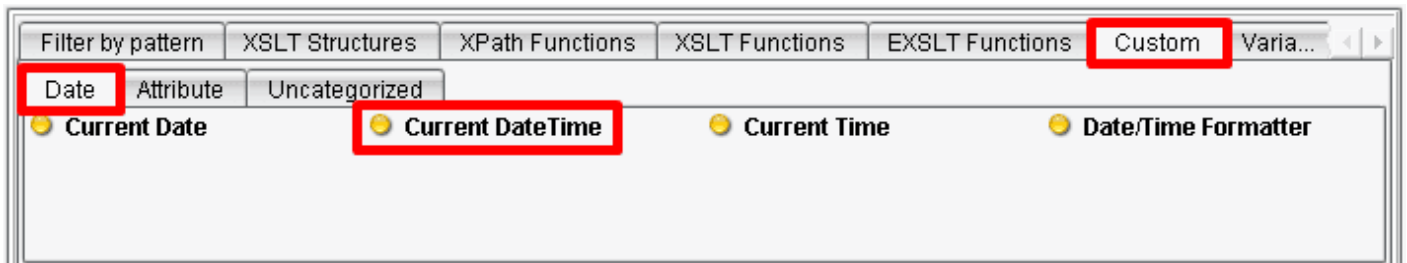 Filter by pattern XSLT Structures XPath Functions XSLT Functions EXSLT Functions Custom Varia...
Date Attribute Uncategorized
Current Date Current DateTime Current Time Date/Time Formatter